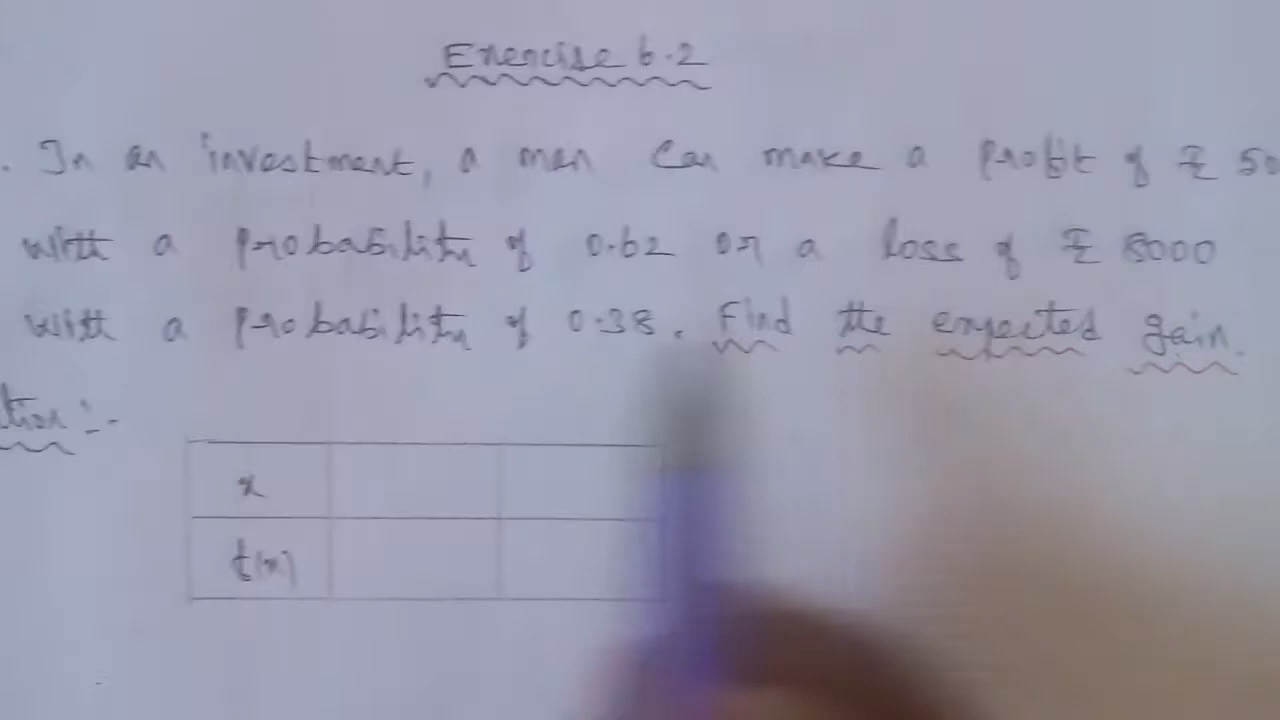 Exercise 6.2
. In an investment, a man can make a profit of ₹ 50
with a probability of 0.62 or a loss of ₹ 8000
with a probability of 0.38. Find the expected gain.
tion :-
x
f(x)